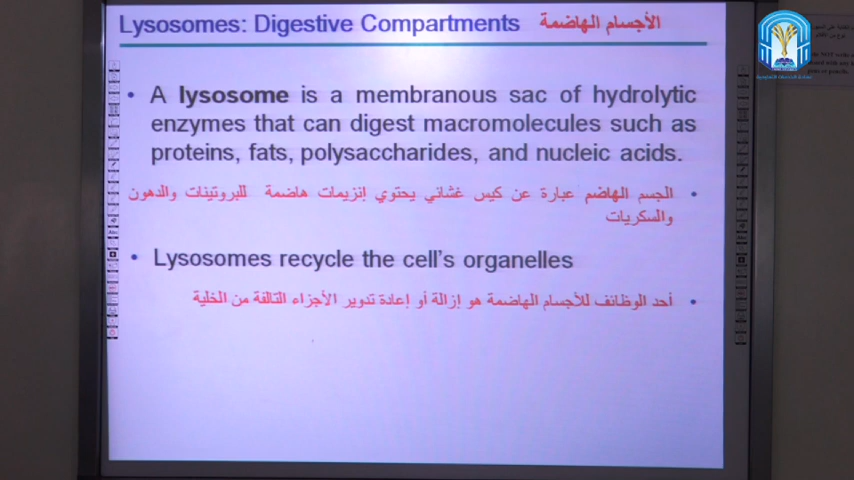 Lysosomes: Digestive Compartments الأجسام الهاضمة
• A lysosome is a membranous sac of hydrolytic
enzymes that can digest macromolecules such as
proteins, fats, polysaccharides, and nucleic acids.
• الجسم الهاضم عبارة عن كيس غشائي يحتوي إنزيمات هاضمة للبروتينات والدهون
والسكريات
• Lysosomes recycle the cell's organelles
• أحد الوظائف للأجسام الهاضمة هو إزالة أو إعادة تدوير الأجزاء التالفة من الخلية